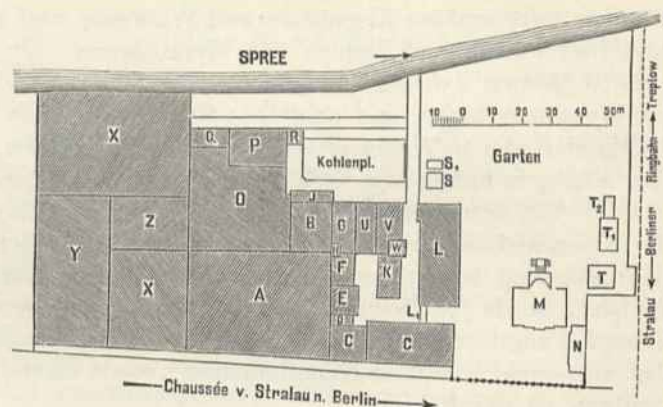 SPREE
10 0 10 20 30 40 50m
X
P
R
Kohlenpl.
Garten
S₁
S
O
J
Z
B
G
U
V
W
L
T₂
T₁
Y
X
A
F
K
E
T
M
L₁
C
C
N
Stralau ← Berliner Ringbahn → Treptow
Chaussée v. Stralau n. Berlin